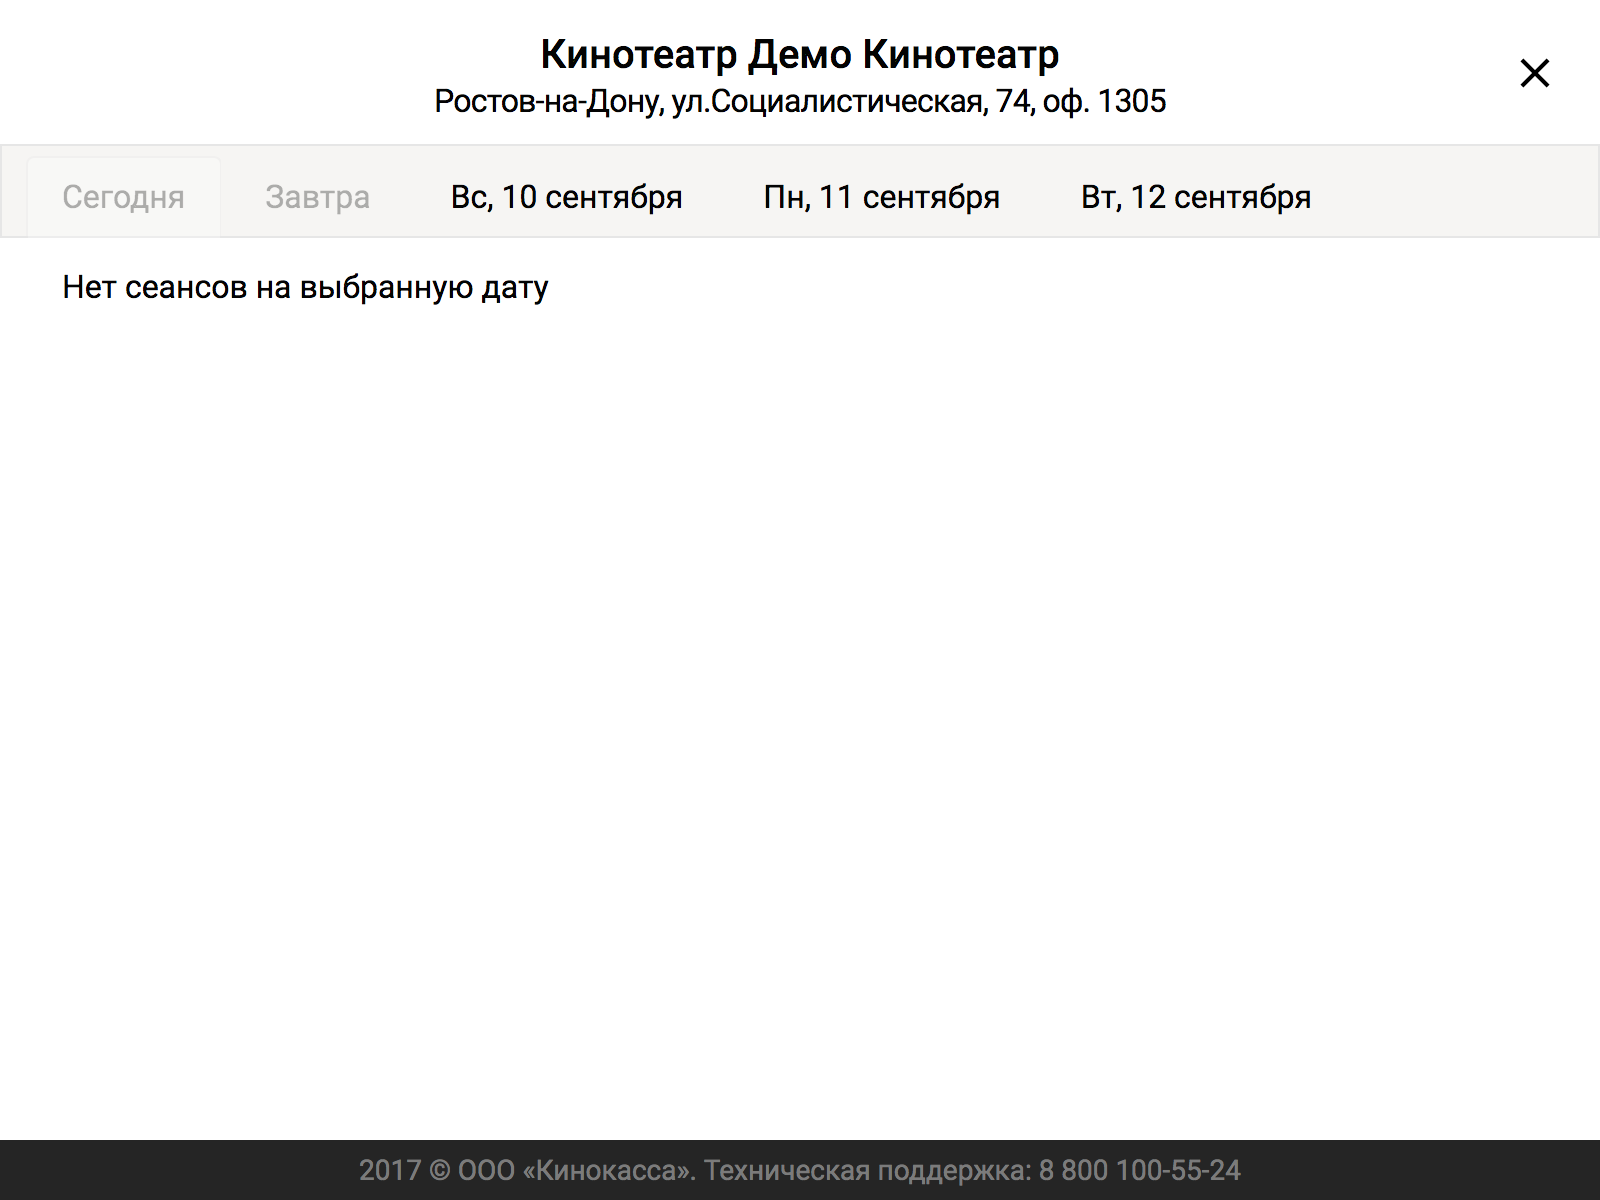 Кинотеатр Демо Кинотеатр
Ростов-на-Дону, ул.Социалистическая, 74, оф. 1305
Сегодня Завтра Вс, 10 сентября Пн, 11 сентября Вт, 12 сентября
Нет сеансов на выбранную дату
2017 © ООО «Кинокасса». Техническая поддержка: 8 800 100-55-24